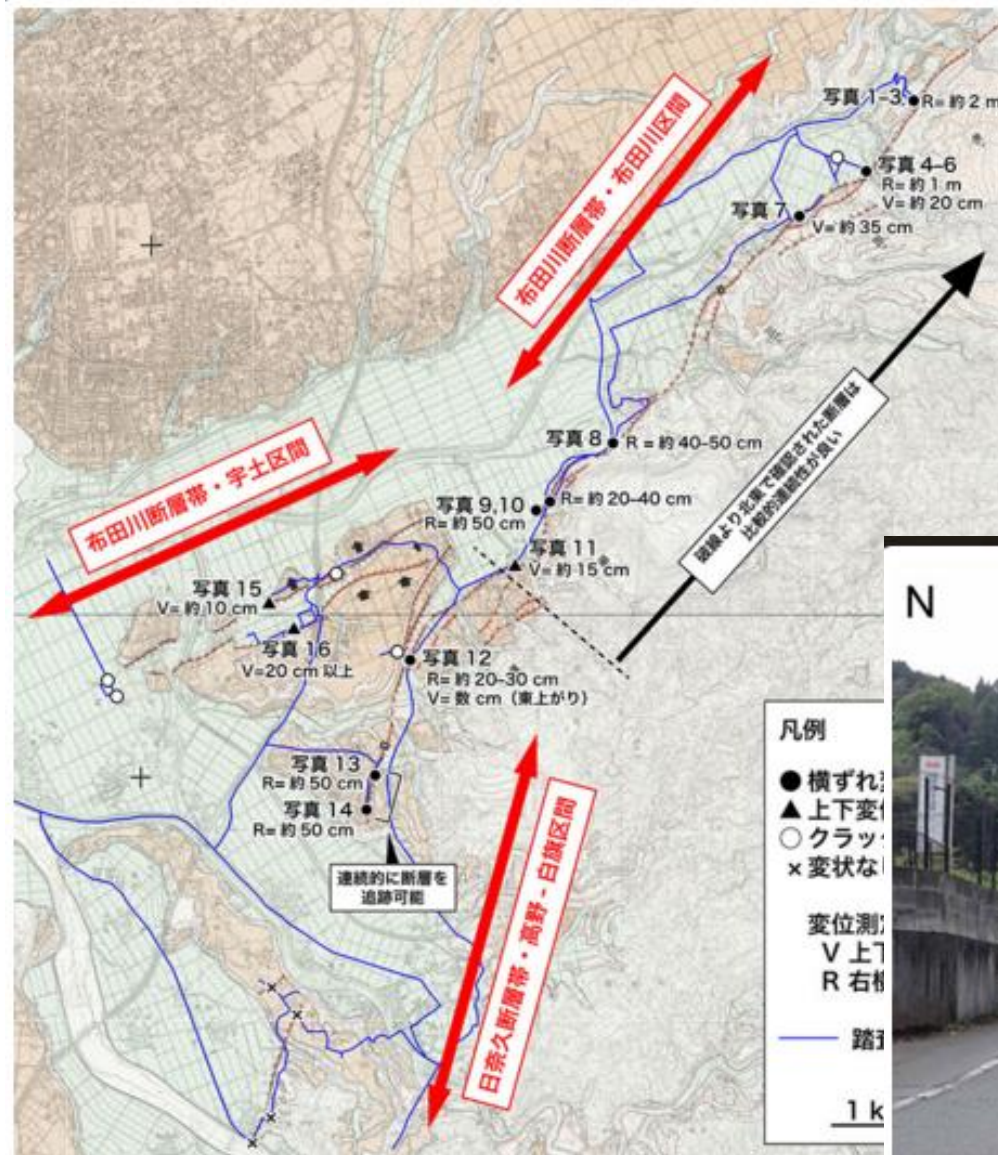 写真 1–3
R= 約 2 m
写真 4–6
R= 約 1 m
V= 約 20 cm
写真 7
V= 約 35 cm
布田川断層帯・布田川区間
破線より北東で確認された断層は
比較的連続性が良い
写真 8
R = 約 40–50 cm
R= 約 20–40 cm
写真 9,10
R= 約 50 cm
写真 11
V= 約 15 cm
布田川断層帯・宇土区間
写真 15
V= 約 10 cm
写真 16
V=20 cm 以上
写真 12
R= 約 20–30 cm
V= 数 cm（東上がり）
写真 13
R= 約 50 cm
写真 14
R= 約 50 cm
連続的に断層を
追跡可能
日奈久断層帯・高野 - 白旗区間
N
凡例
横ずれ
上下変
クラッ
× 変状な
変位測
V 上
R 右
踏
1 k